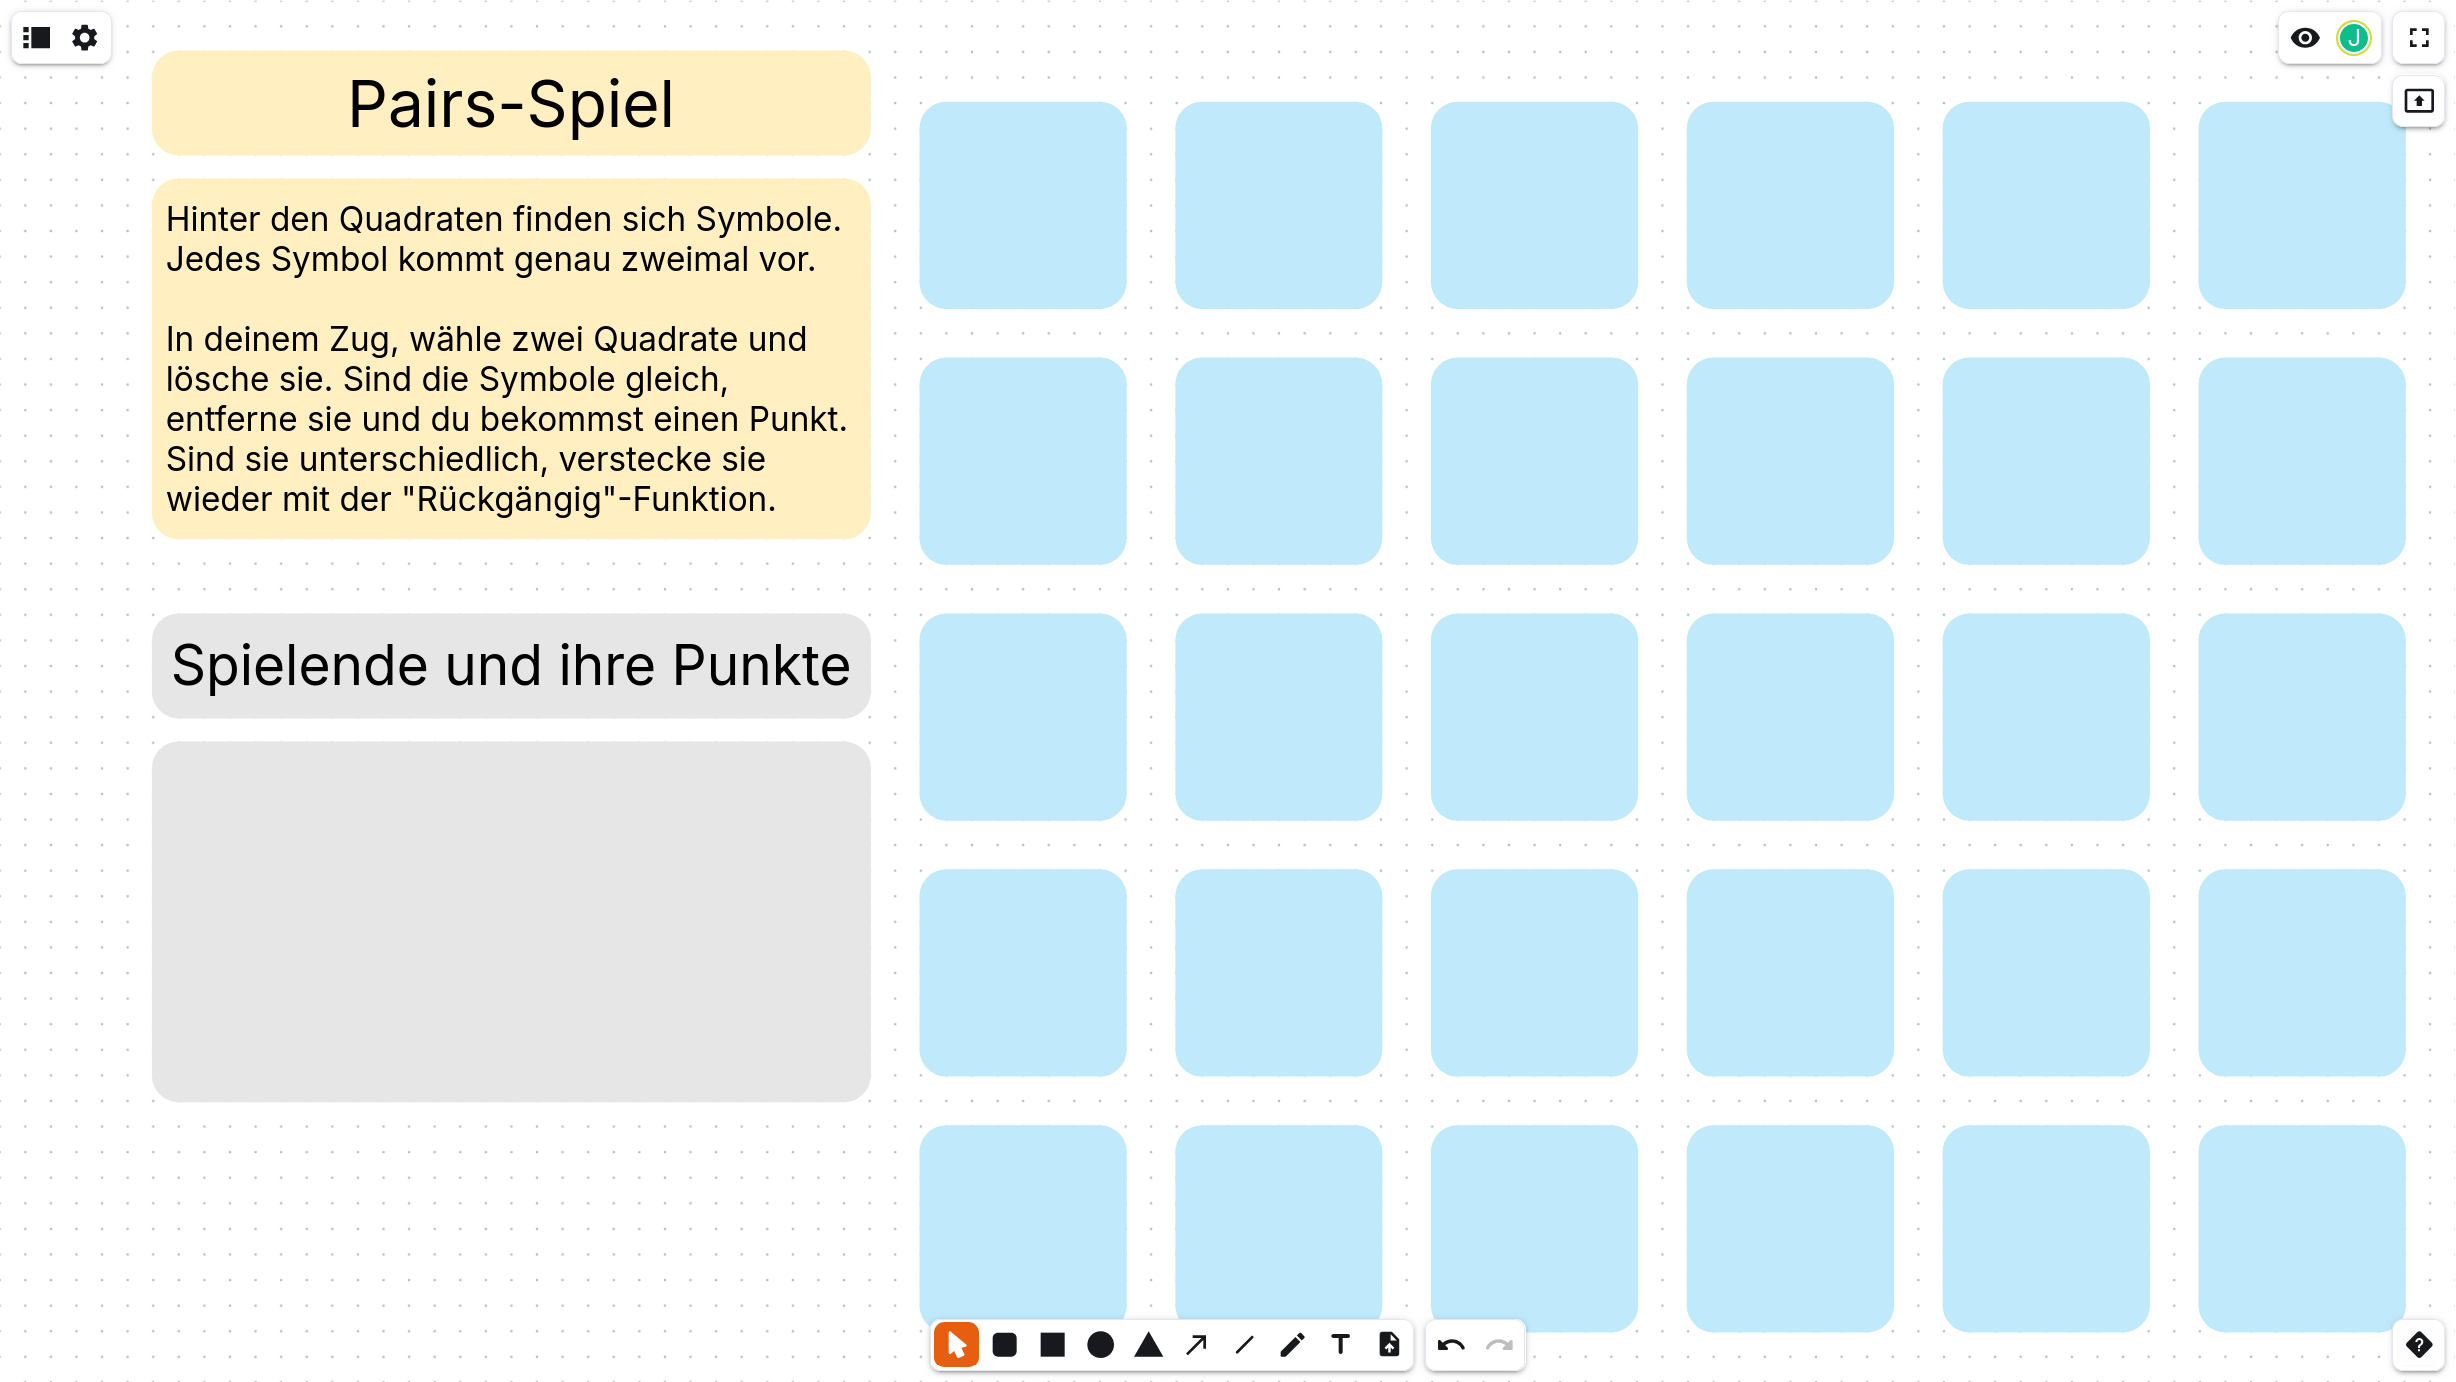 Pairs-Spiel
Hinter den Quadraten finden sich Symbole.
Jedes Symbol kommt genau zweimal vor.
In deinem Zug, wähle zwei Quadrate und
lösche sie. Sind die Symbole gleich,
entferne sie und du bekommst einen Punkt.
Sind sie unterschiedlich, verstecke sie
wieder mit der "Rückgängig"-Funktion.
Spielende und ihre Punkte
J
T
?